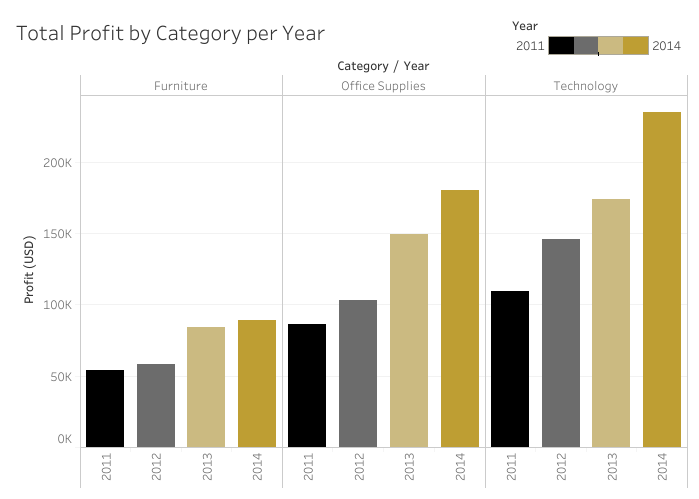 Total Profit by Category per Year
Year
2011 2014
Category / Year
Furniture Office Supplies Technology
Profit (USD)
200K
150K
100K
50K
0K
2011 2012 2013 2014 2011 2012 2013 2014 2011 2012 2013 2014